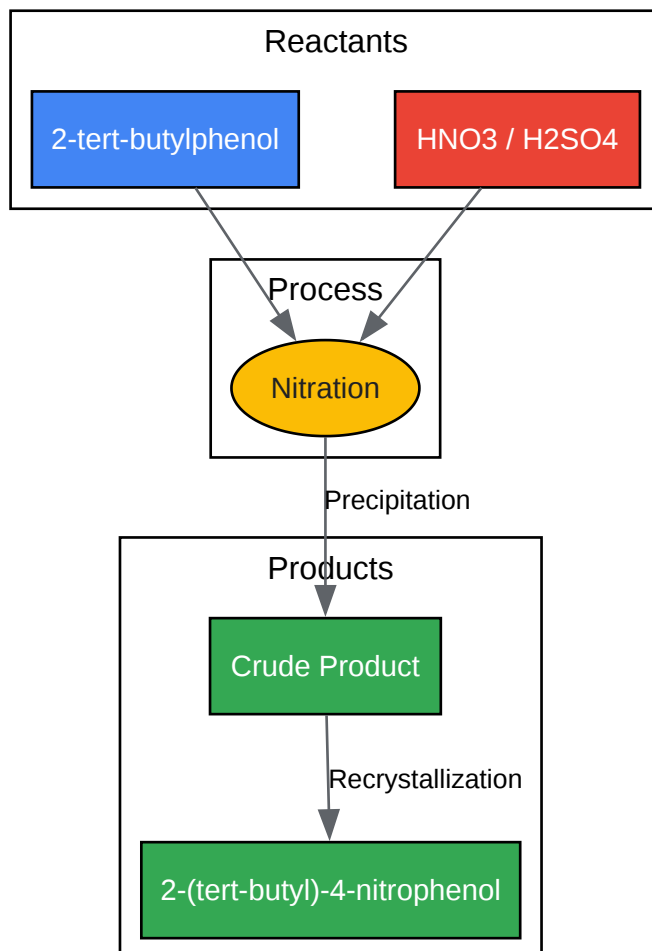 Reactants
2-tert-butylphenol
HNO3 / H2SO4
Process
Nitration
Precipitation
Products
Crude Product
Recrystallization
2-(tert-butyl)-4-nitrophenol